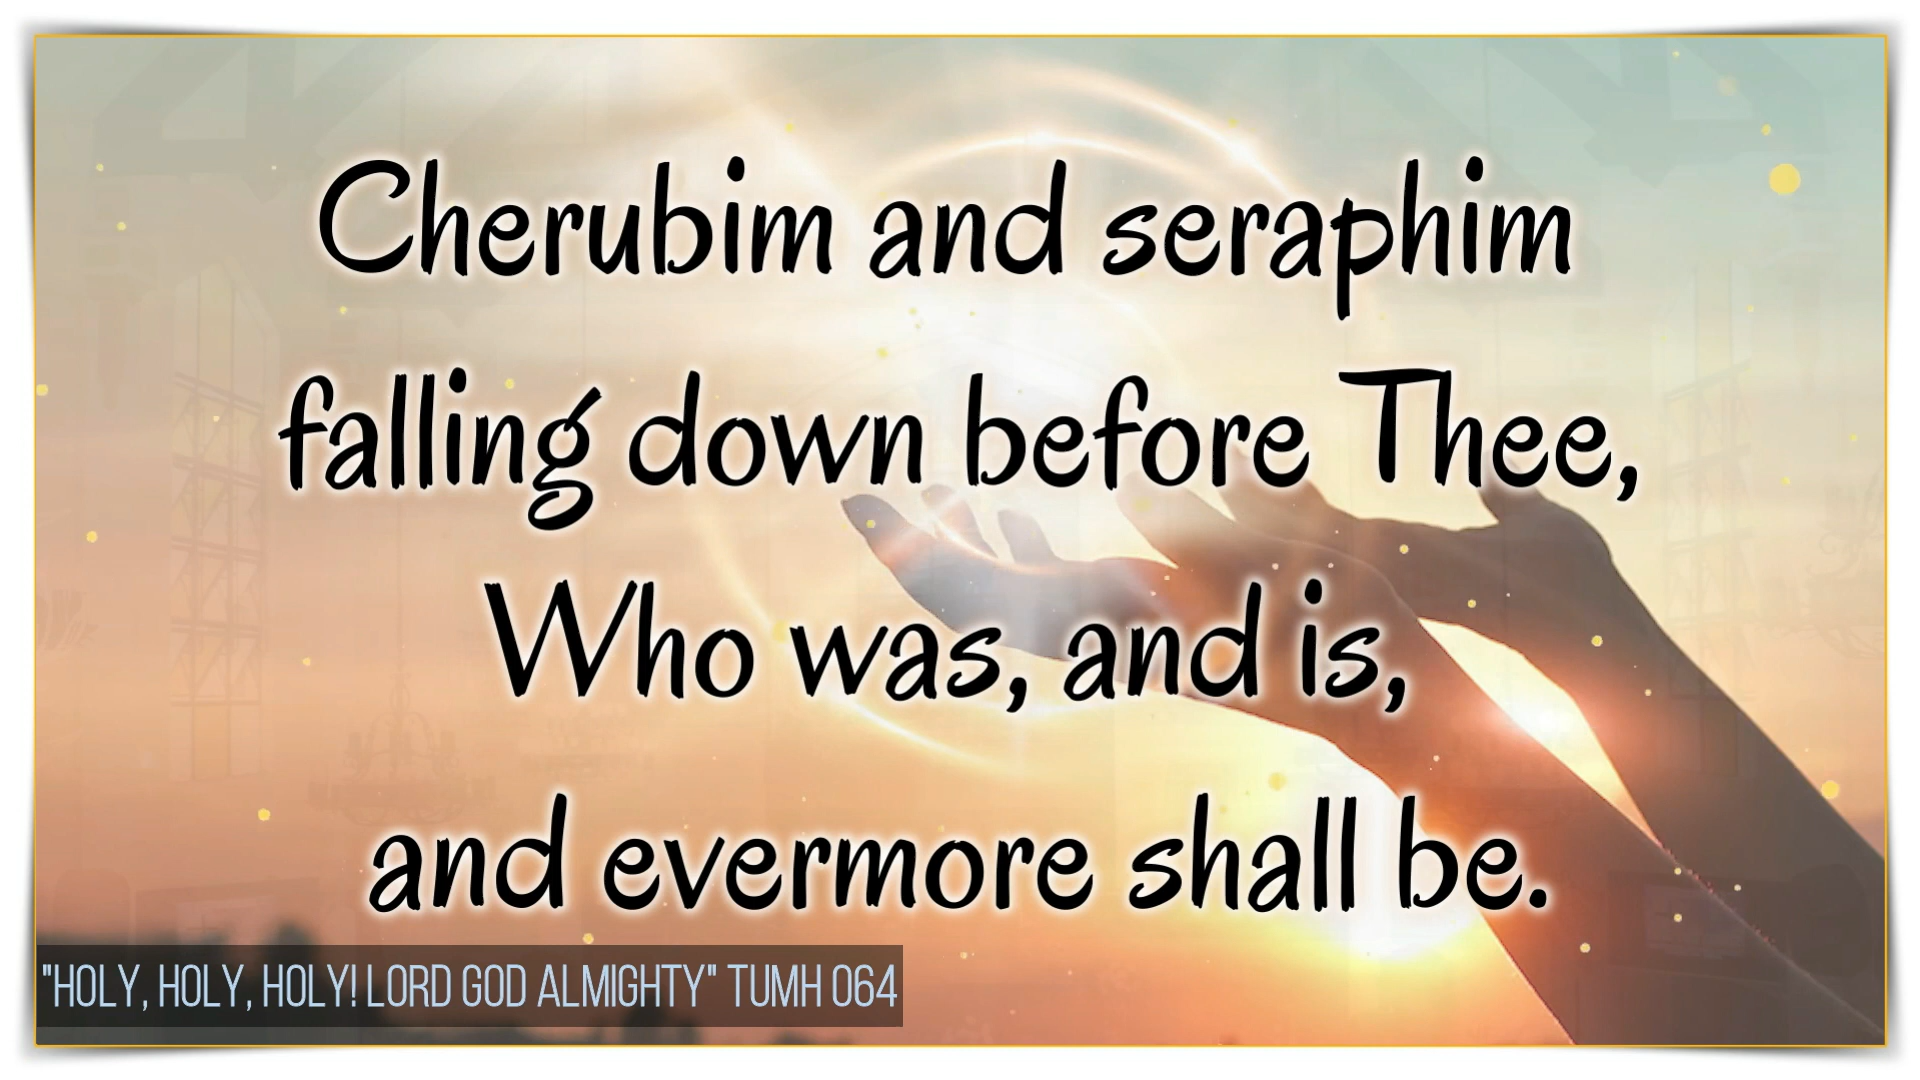 Cherubim and seraphim
falling down before Thee,
Who was, and is,
and evermore shall be.
"HOLY, HOLY, HOLY! LORD GOD ALMIGHTY" TUMH 064